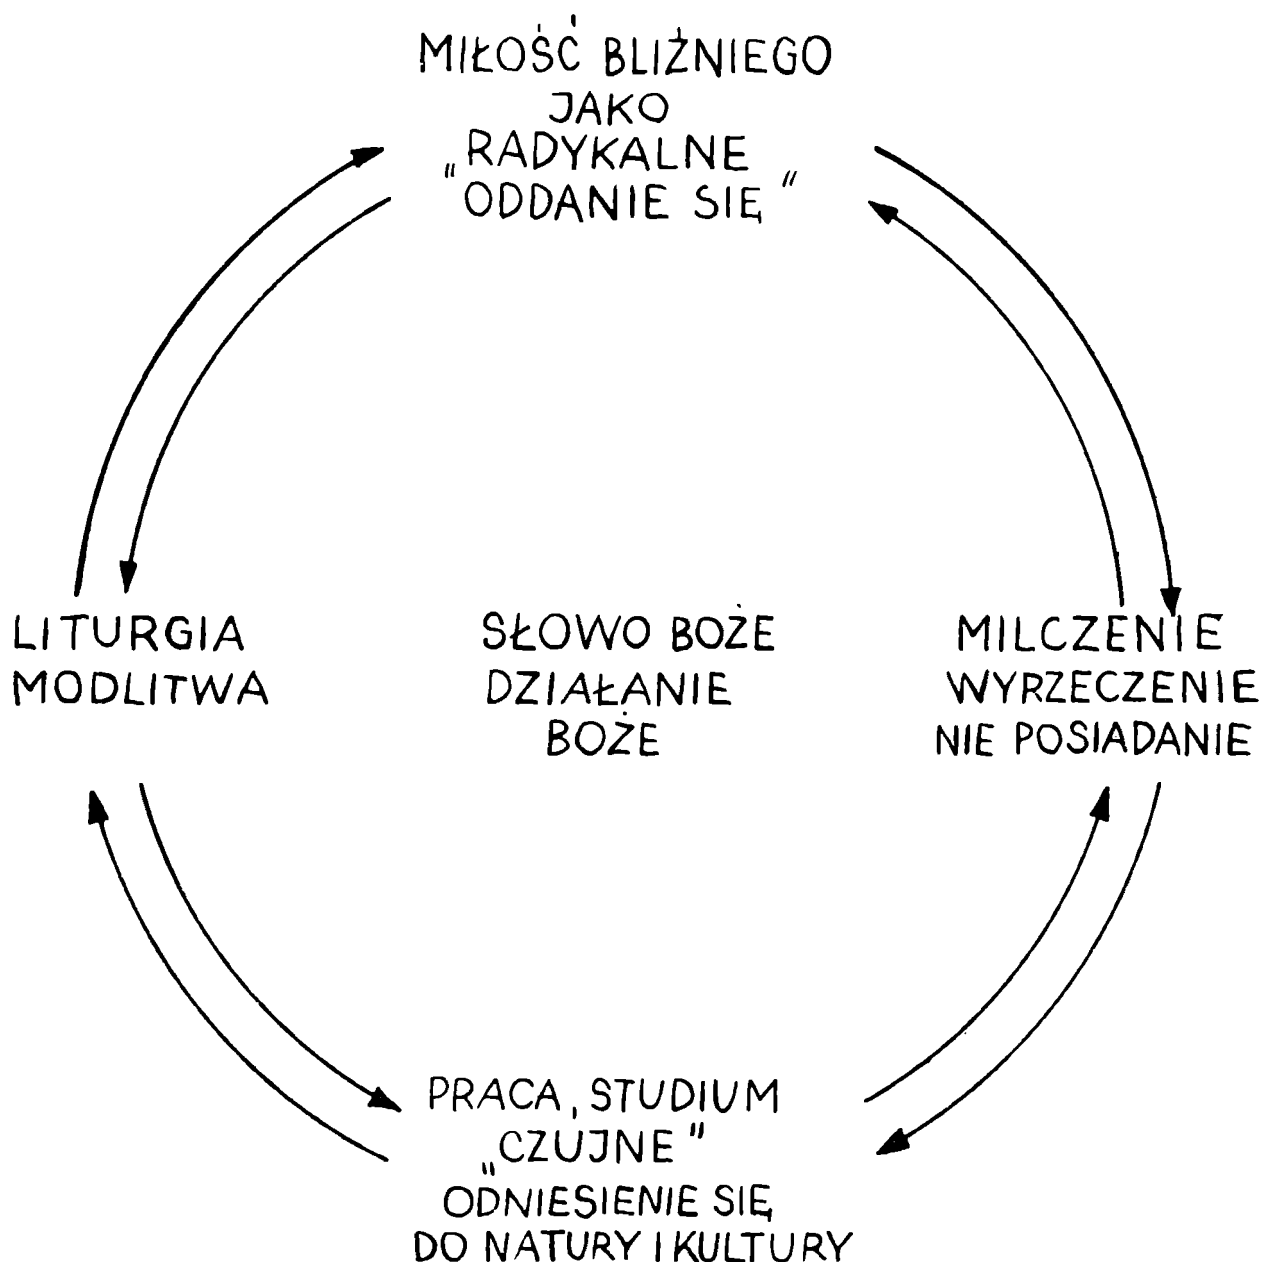 MIŁOŚĆ BLIŹNIEGO
JAKO
„RADYKALNE
ODDANIE SIĘ"
LITURGIA
MODLITWA
SŁOWO BOŻE
DZIAŁANIE
BOŻE
MILCZENIE
WYRZECZENIE
NIE POSIADANIE
PRACA, STUDIUM
„CZUJNE"
ODNIESIENIE SIĘ
DO NATURY I KULTURY